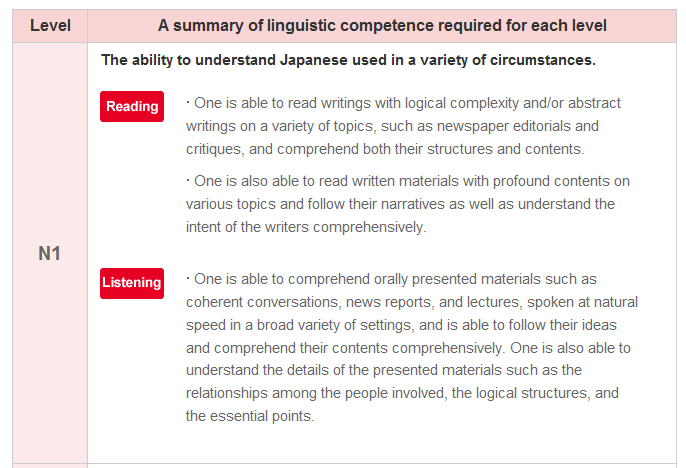 Level
A summary of linguistic competence required for each level
N1
The ability to understand Japanese used in a variety of circumstances.
Reading
・One is able to read writings with logical complexity and/or abstract
writings on a variety of topics, such as newspaper editorials and
critiques, and comprehend both their structures and contents.
・One is also able to read written materials with profound contents on
various topics and follow their narratives as well as understand the
intent of the writers comprehensively.
Listening
・One is able to comprehend orally presented materials such as
coherent conversations, news reports, and lectures, spoken at natural
speed in a broad variety of settings, and is able to follow their ideas
and comprehend their contents comprehensively. One is also able to
understand the details of the presented materials such as the
relationships among the people involved, the logical structures, and
the essential points.